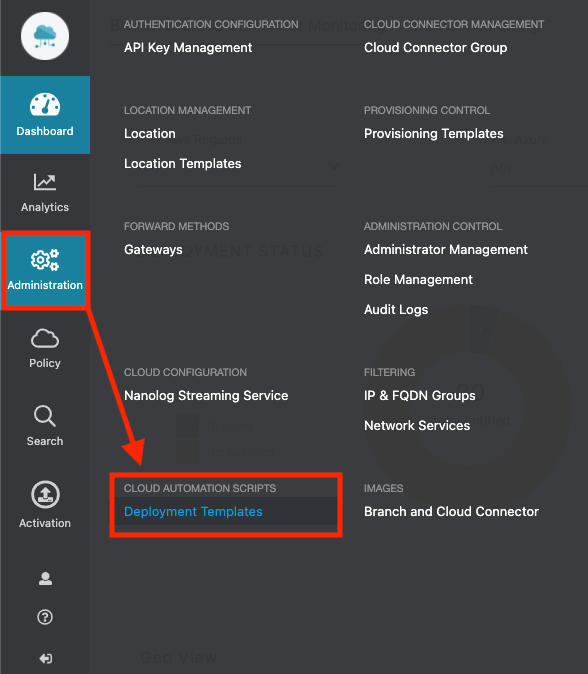 Dashboard
Analytics
Administration
Policy
Search
Activation
AUTHENTICATION CONFIGURATION
API Key Management
CLOUD CONNECTOR MANAGEMENT
Cloud Connector Group
LOCATION MANAGEMENT
Location
Location Templates
PROVISIONING CONTROL
Provisioning Templates
FORWARD METHODS
Gateways
ADMINISTRATION CONTROL
Administrator Management
Role Management
Audit Logs
CLOUD CONFIGURATION
Nanolog Streaming Service
FILTERING
IP & FQDN Groups
Network Services
CLOUD AUTOMATION SCRIPTS
Deployment Templates
IMAGES
Branch and Cloud Connector
Geo View